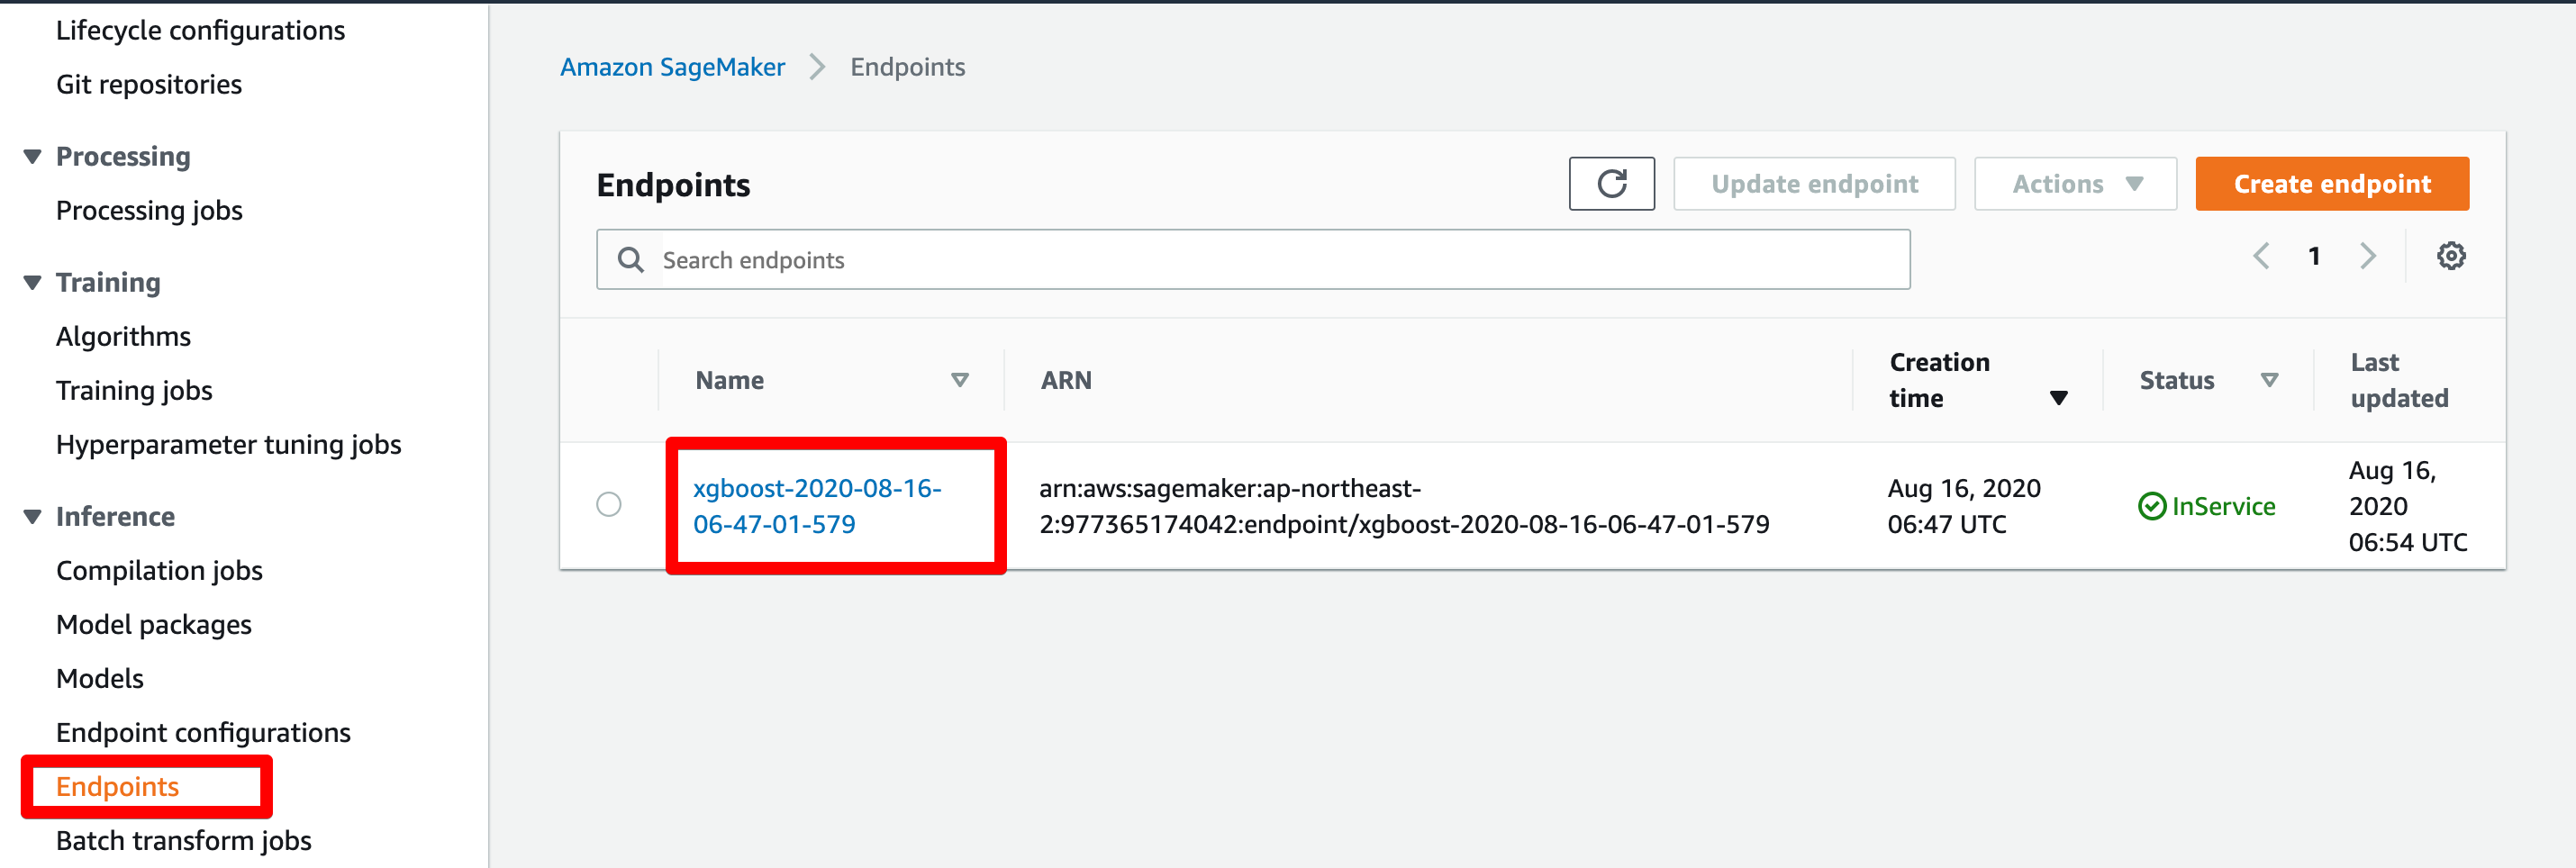 Lifecycle configurations
Git repositories
Processing
Processing jobs
Training
Algorithms
Training jobs
Hyperparameter tuning jobs
Inference
Compilation jobs
Model packages
Models
Endpoint configurations
Endpoints
Batch transform jobs
Amazon SageMaker > Endpoints
Endpoints
Update endpoint
Actions
Create endpoint
Search endpoints
1
Name
ARN
Creation
time
Status
Last
updated
xgboost-2020-08-16-
06-47-01-579
arn:aws:sagemaker:ap-northeast-
2:977365174042:endpoint/xgboost-2020-08-16-06-47-01-579
Aug 16, 2020
06:47 UTC
InService
Aug 16,
2020
06:54 UTC